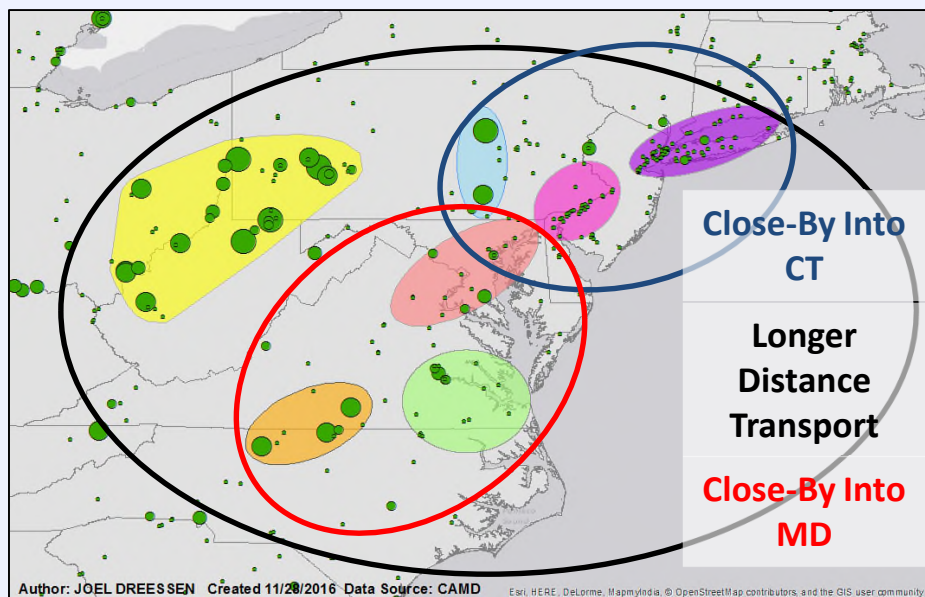 Close-By Into
CT
Longer
Distance
Transport
Close-By Into
MD
Author: JOEL DREESSEN Created 11/28/2016 Data Source: CAMD
Esri, HERE, DeLorme, MapmyIndia, © OpenStreetMap contributors, and the GIS user community